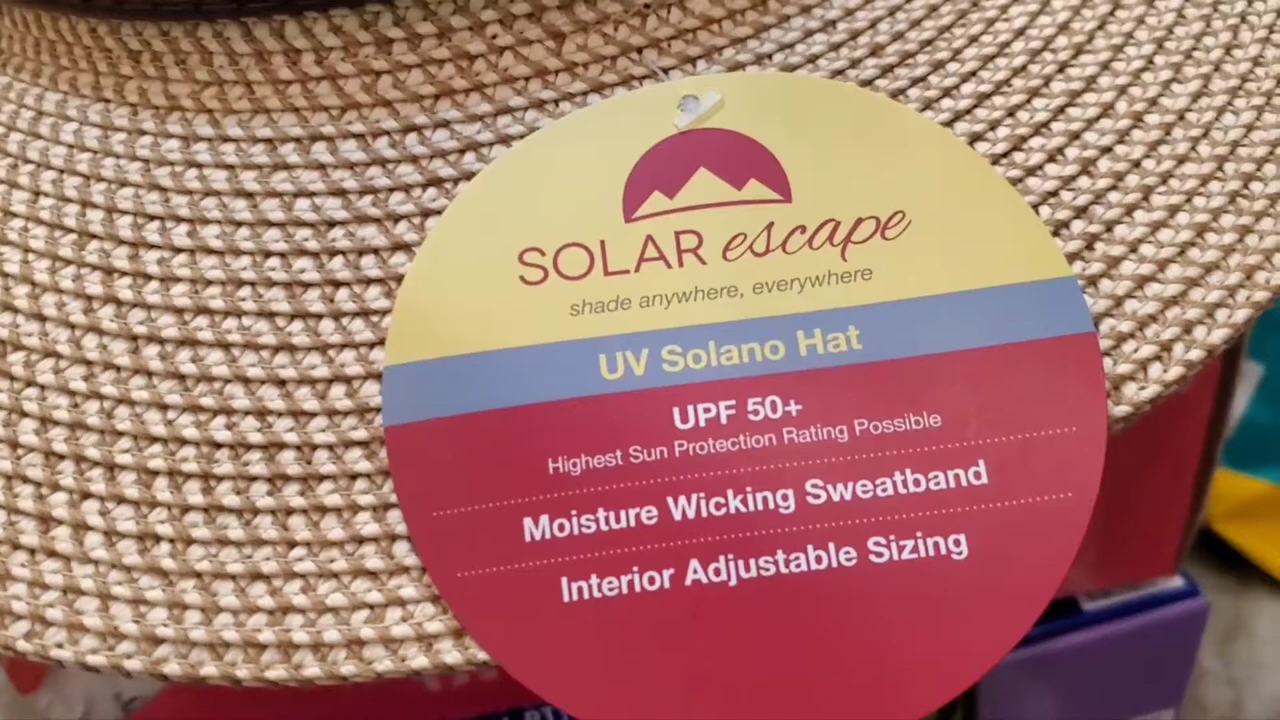 SOLAR escape
shade anywhere, everywhere
UV Solano Hat
UPF 50+
Highest Sun Protection Rating Possible
Moisture Wicking Sweatband
Interior Adjustable Sizing